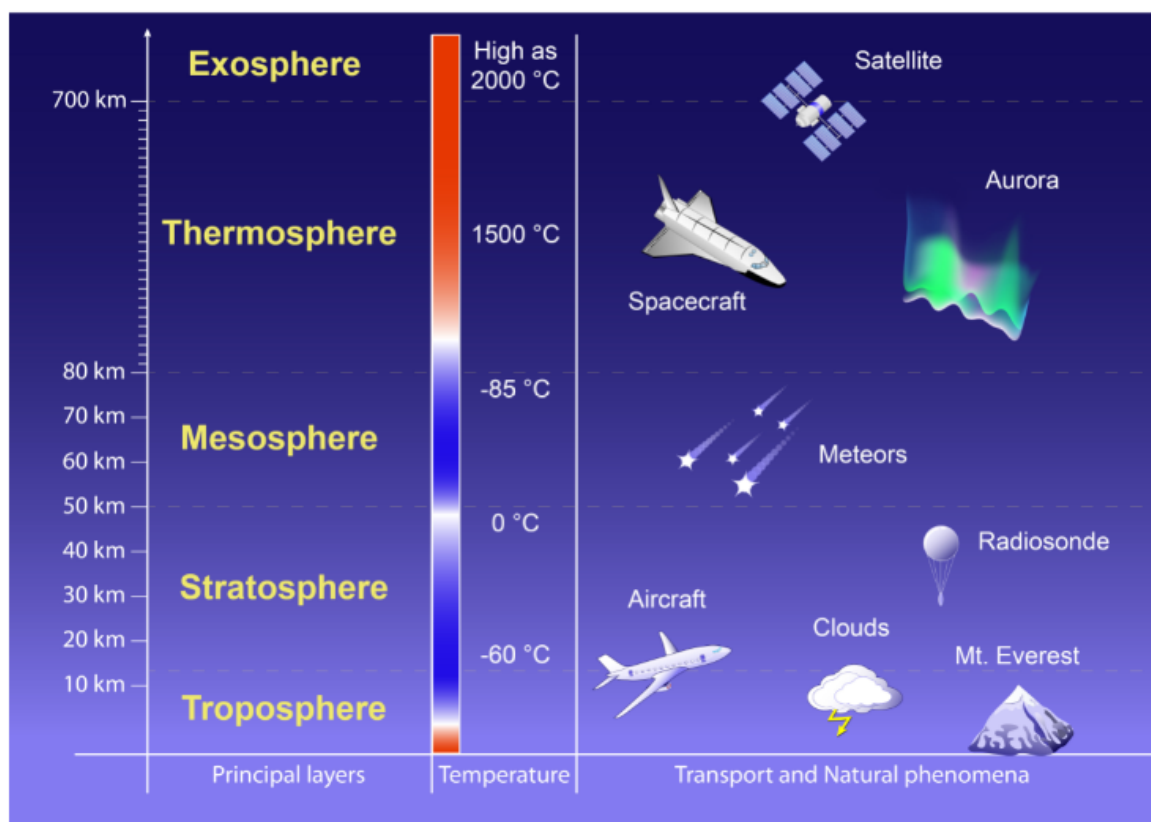 Exosphere
High as
2000 °C
Satellite
700 km
Aurora
Thermosphere
1500 °C
Spacecraft
80 km
-85 °C
70 km
Mesosphere
Meteors
60 km
50 km
0 °C
Radiosonde
40 km
Stratosphere
30 km
Aircraft
Clouds
20 km
-60 °C
Mt. Everest
10 km
Troposphere
Principal layers
Temperature
Transport and Natural phenomena